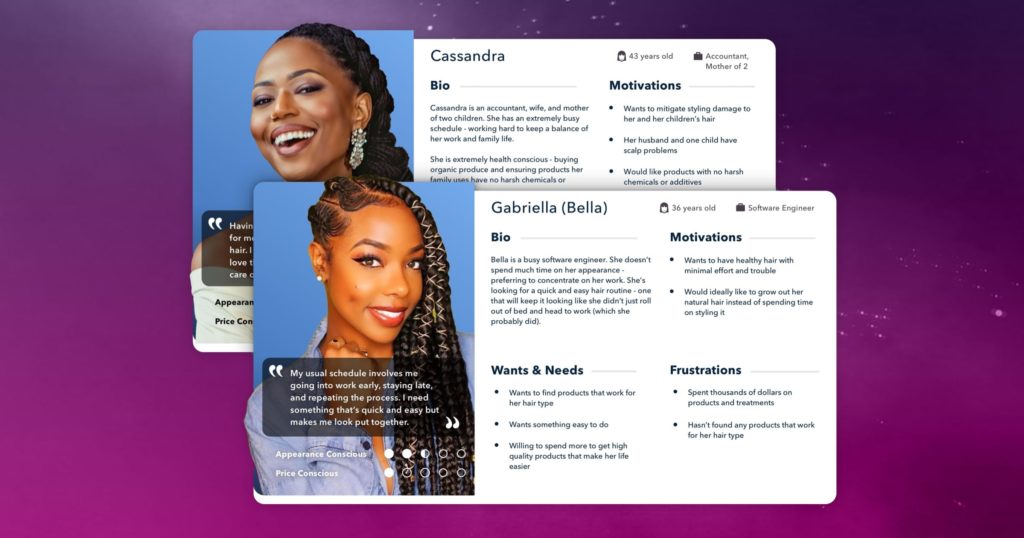 Cassandra
43 years old
Accountant,
Mother of 2
Bio
Cassandra is an accountant, wife, and mother
of two children. She has an extremely busy
schedule - working hard to keep a balance of
her work and family life.
She is extremely health conscious - buying
organic produce and ensuring products her
family uses have no harsh chemicals or
Motivations
Wants to mitigate styling damage to
her and her children's hair
Her husband and one child have
scalp problems
Would like products with no harsh
chemicals or additives
“
Having
for
hair. I
love
care
Appearan
Price Con
Gabriella (Bella)
36 years old
Software Engineer
Bio
Bella is a busy software engineer. She doesn't
spend much time on her appearance -
preferring to concentrate on her work. She's
looking for a quick and easy hair routine - one
that will keep it looking like she didn't just roll
out of bed and head to work (which she
probably did).
Motivations
Wants to have healthy hair with
minimal effort and trouble
Would ideally like to grow out her
natural hair instead of spending time
on styling it
Wants & Needs
Wants to find products that work for
her hair type
Wants something easy to do
Willing to spend more to get high
quality products that make her life
easier
Frustrations
Spent thousands of dollars on
products and treatments
Hasn't found any products that work
for her hair type
“
My usual schedule involves me
going into work early, staying late,
and repeating the process. I need
something that's quick and easy but
makes me look put together.
”
Appearance Conscious
Price Conscious